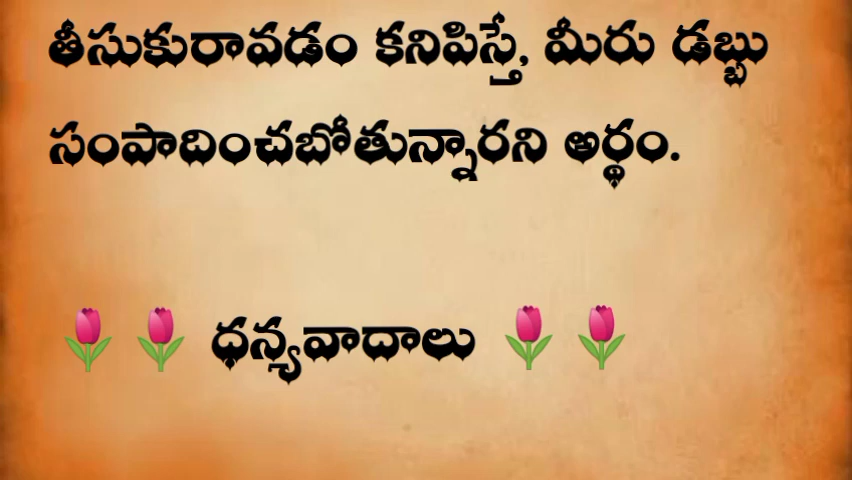 తీసుకురావడం కనిపిస్తే, మీరు డబ్బు
సంపాదించబోతున్నారని అర్థం.
🌷🌷 ధన్యవాదాలు 🌷🌷